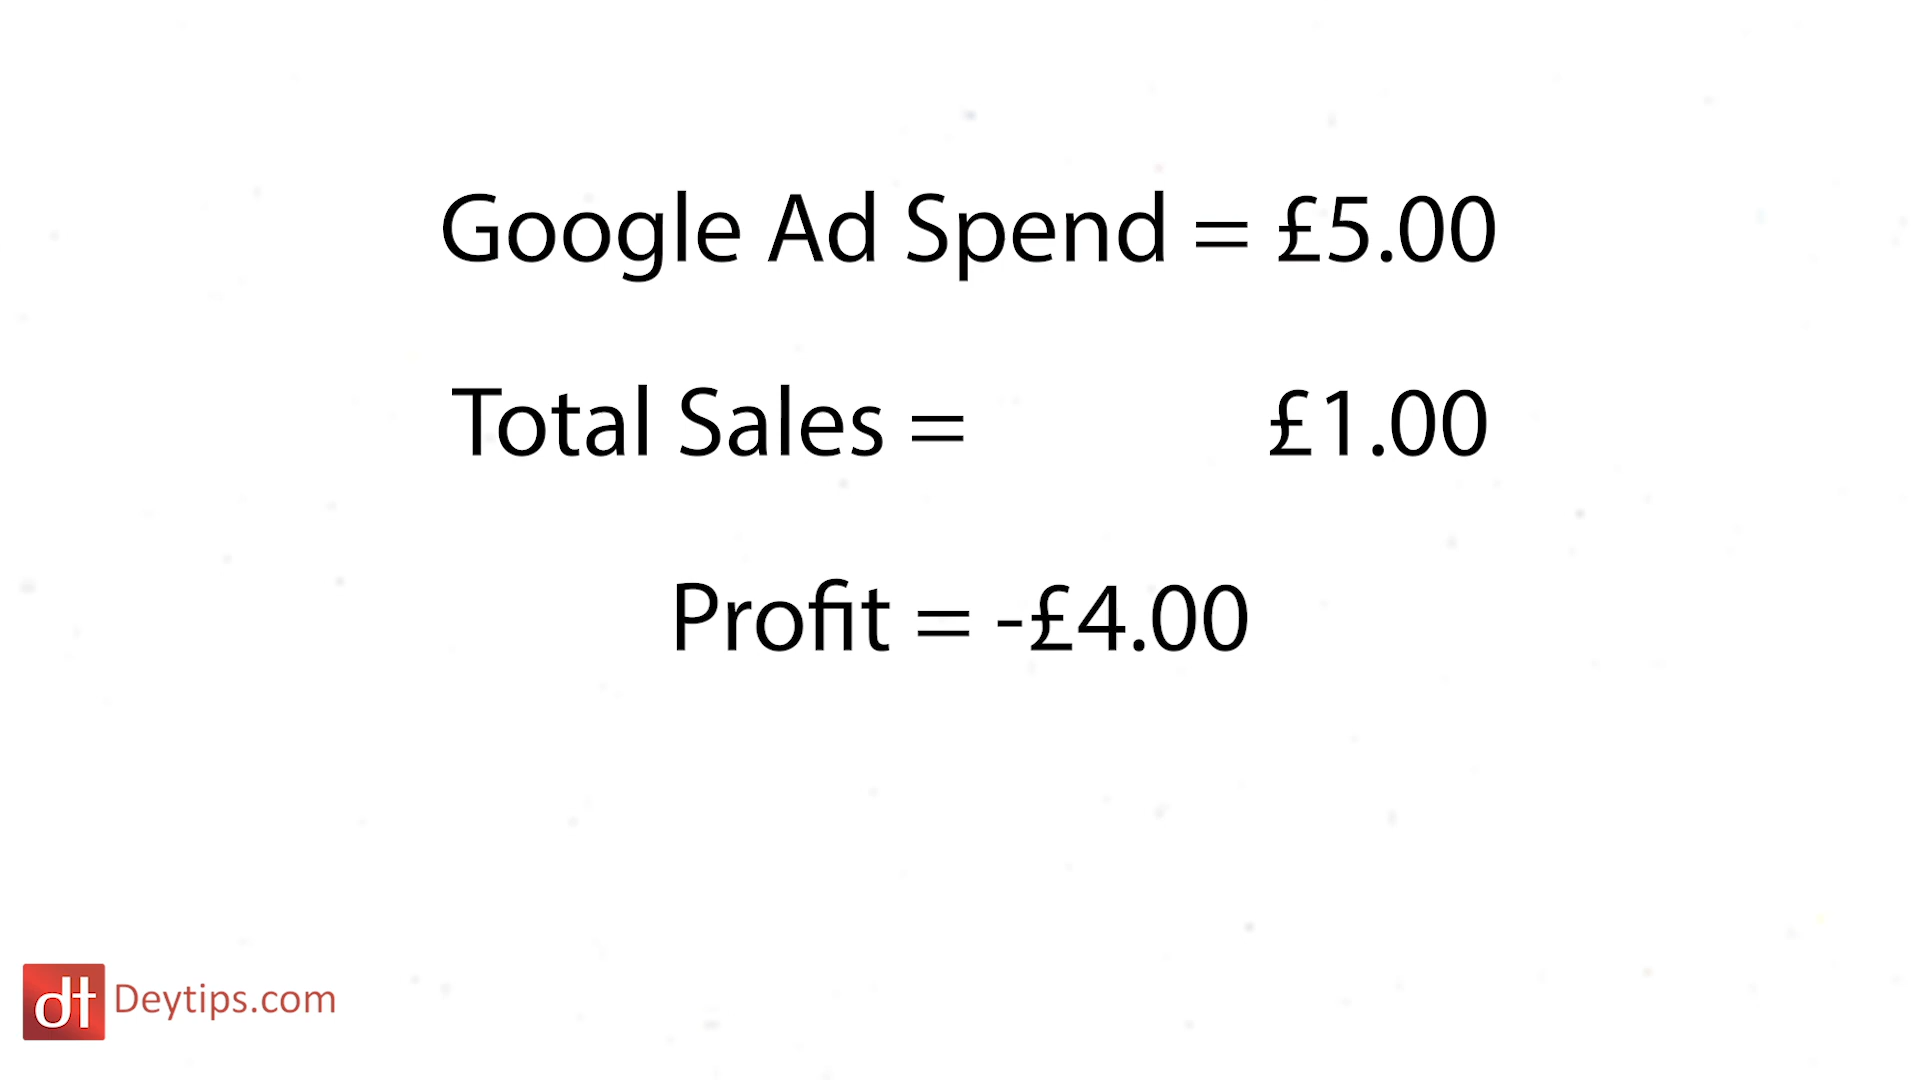 Google Ad Spend = £5.00
Total Sales = £1.00
Profit = -£4.00
dt Deytips.com